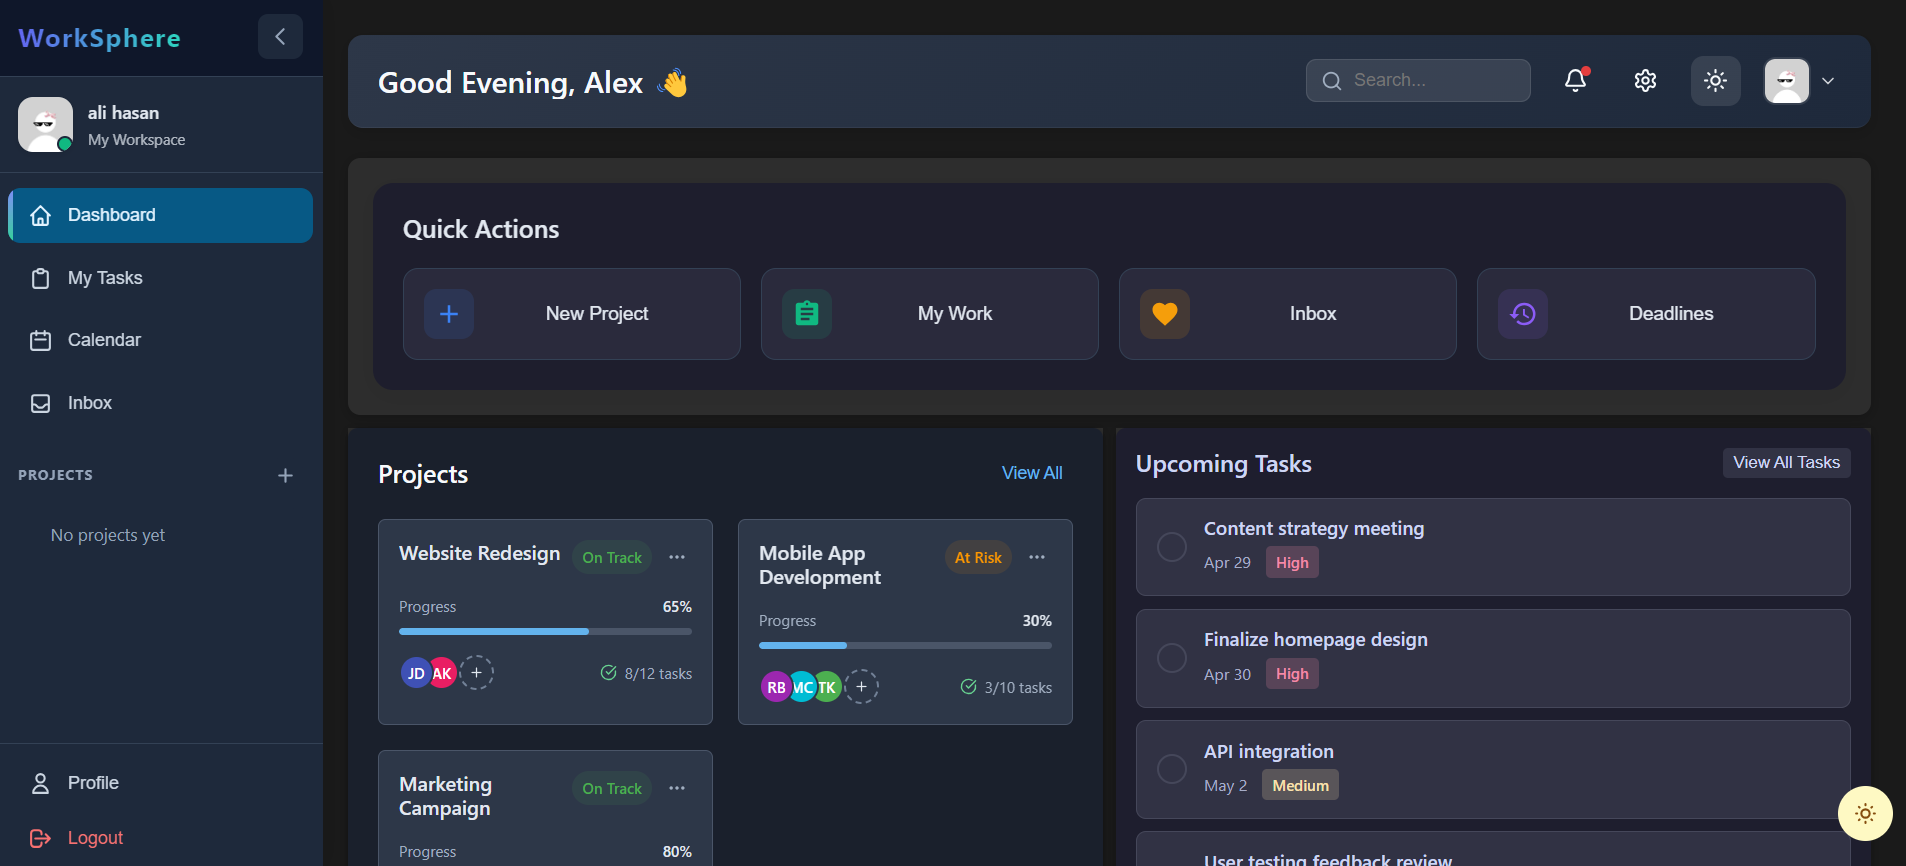 WorkSphere
ali hasan
My Workspace
Dashboard
My Tasks
Calendar
Inbox
PROJECTS
No projects yet
Profile
Logout
Good Evening, Alex 👋
Search...
Quick Actions
New Project
My Work
Inbox
Deadlines
Projects
View All
Website Redesign
On Track
Progress
65%
JD
AK
+
8/12 tasks
Mobile App
Development
At Risk
Progress
30%
RB
MC
TK
+
3/10 tasks
Marketing
Campaign
On Track
Progress
80%
Upcoming Tasks
View All Tasks
Content strategy meeting
Apr 29
High
Finalize homepage design
Apr 30
High
API integration
May 2
Medium
User testing feedback review